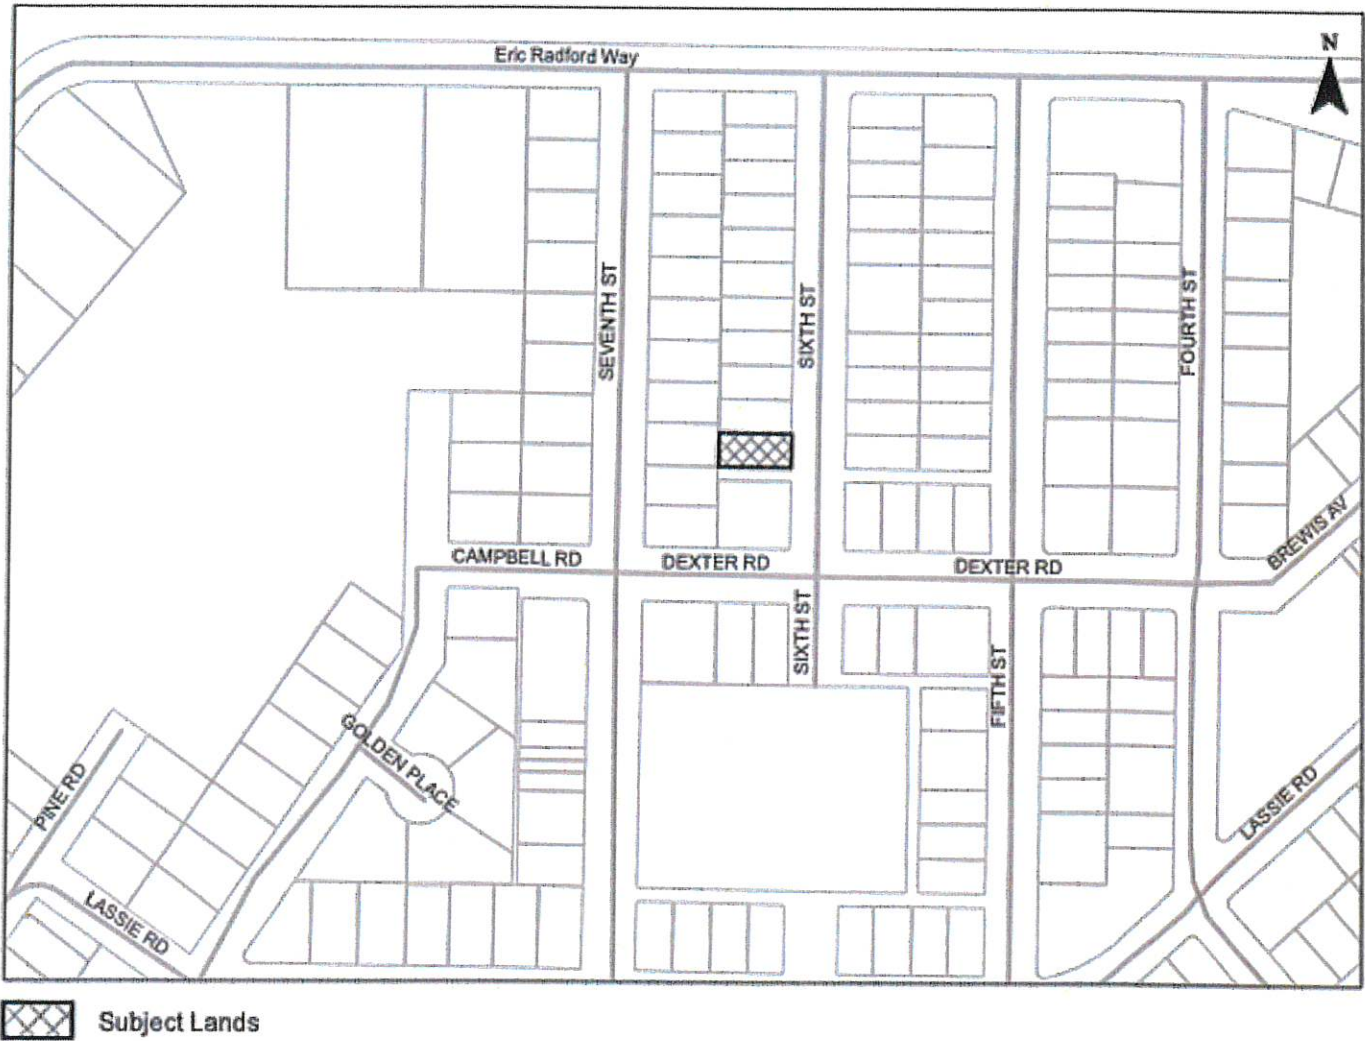 N
Eric Radford Way
SEVENTH ST
SIXTH ST
FOURTH ST
CAMPBELL RD
DEXTER RD
DEXTER RD
BREWIS AV
SIXTH ST
FIFTH ST
GOLDEN PLACE
PINE RD
LASSIE RD
LASSIE RD
Subject Lands